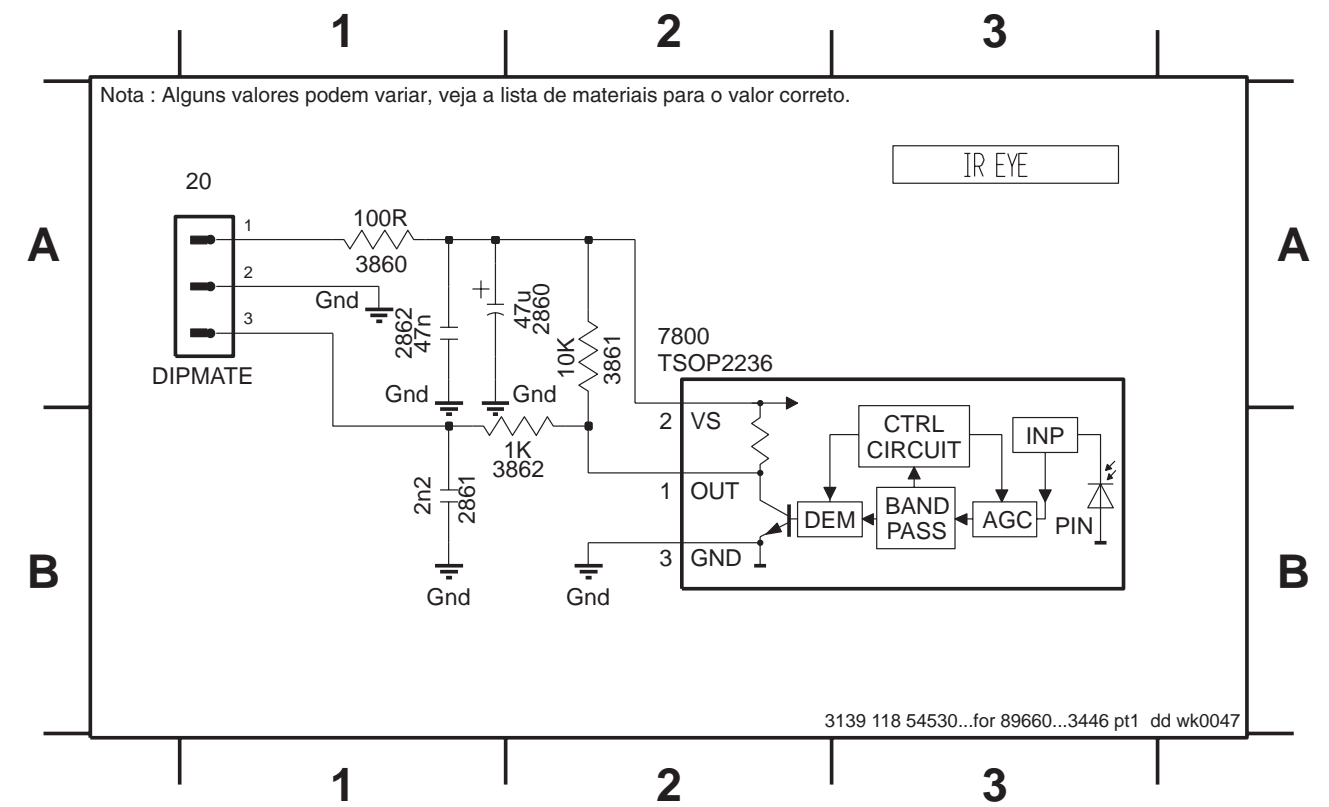 1 2 3
Nota : Alguns valores podem variar, veja a lista de materiais para o valor correto.
IR EYE
20
A
A
1
100R
3860
2
Gnd
3
DIPMATE
2862
47n
47u
2860
10K
3861
Gnd
Gnd
7800
TSOP2236
2 VS
CTRL
CIRCUIT
INP
1K
3862
2n2
2861
1 OUT
DEM
BAND
PASS
AGC
PIN
3 GND
B
B
Gnd
Gnd
3139 118 54530...for 89660...3446 pt1 dd wk0047
1 2 3